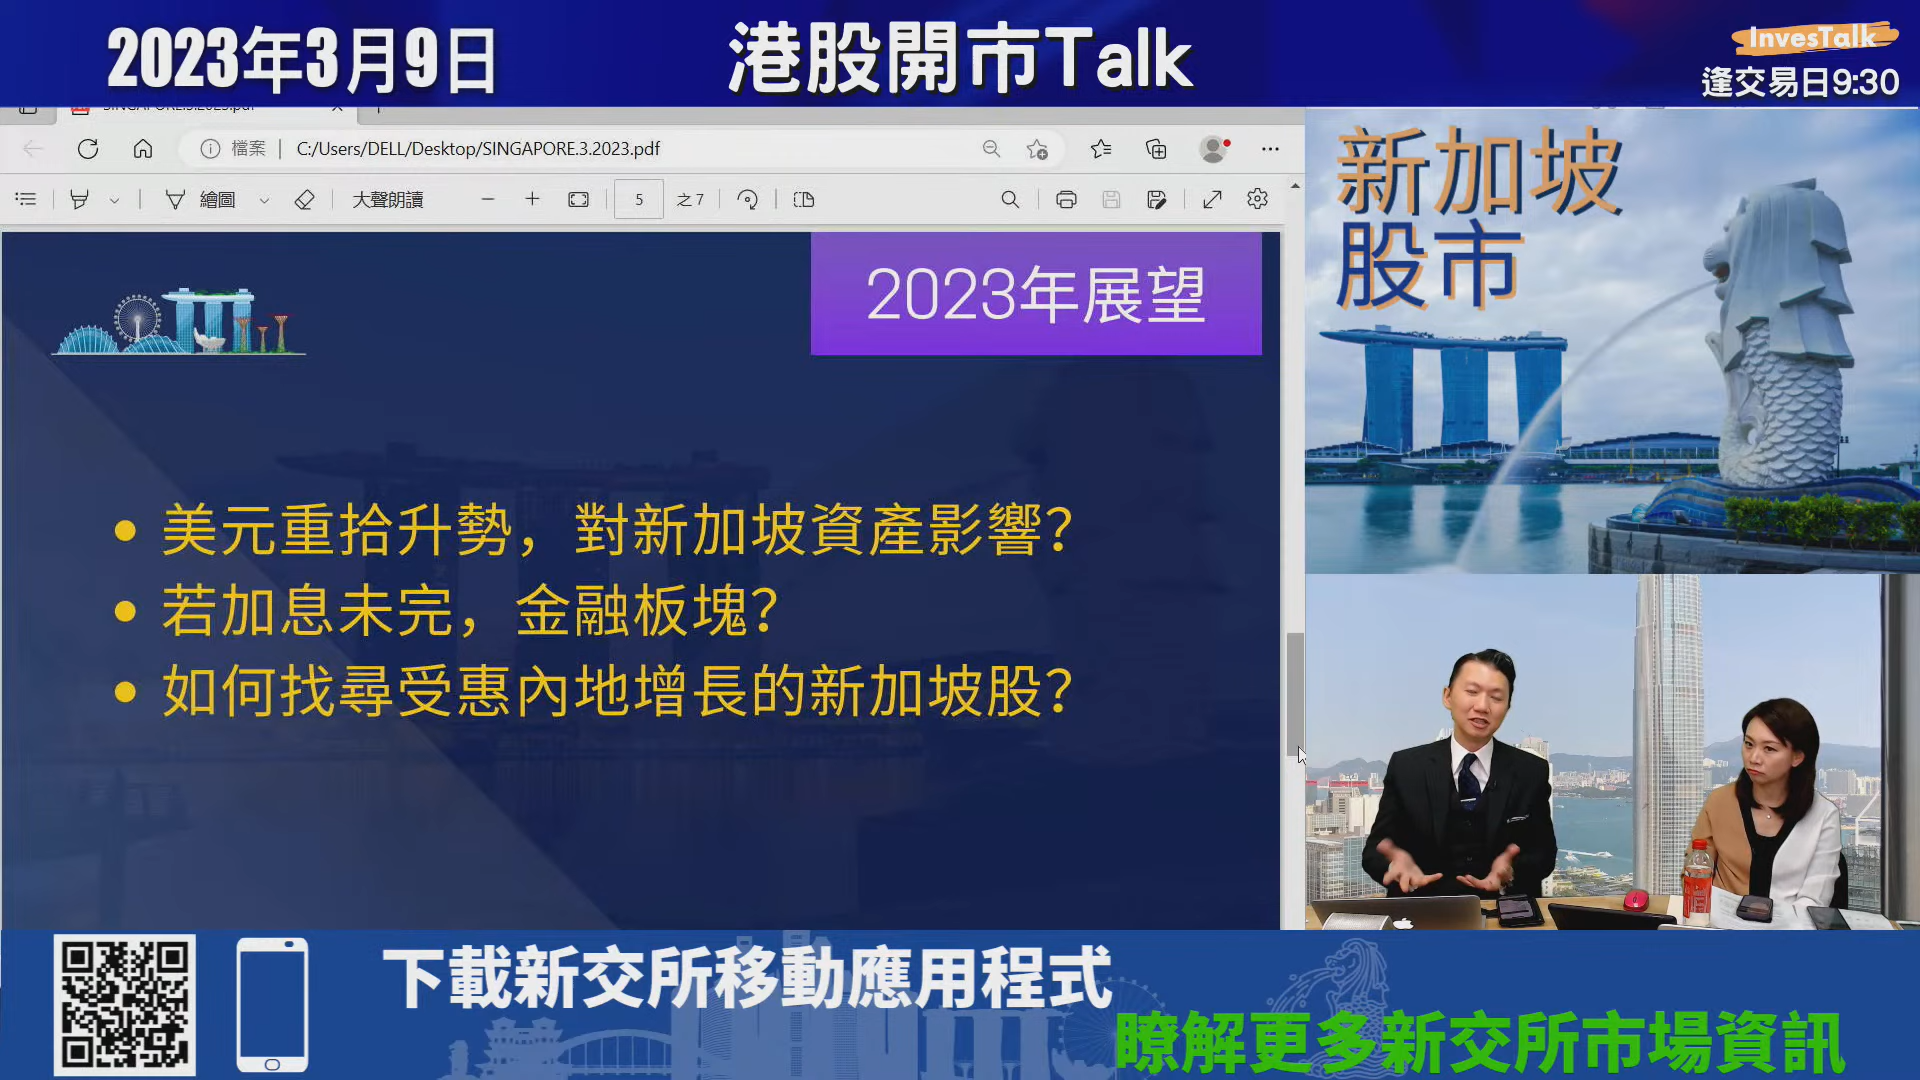 2023年3月9日
港股開市Talk
InvesTalk
逢交易日9:30
SINGAPORE.3.2023.pdf
檔案
C:/Users/DELL/Desktop/SINGAPORE.3.2023.pdf
繪圖
大聲朗讀
5
之 7
2023年展望
• 美元重拾升勢，對新加坡資產影響?
• 若加息未完，金融板塊?
• 如何找尋受惠內地增長的新加坡股?
新加坡
股市
下載新交所移動應用程式
瞭解更多新交所市場資訊